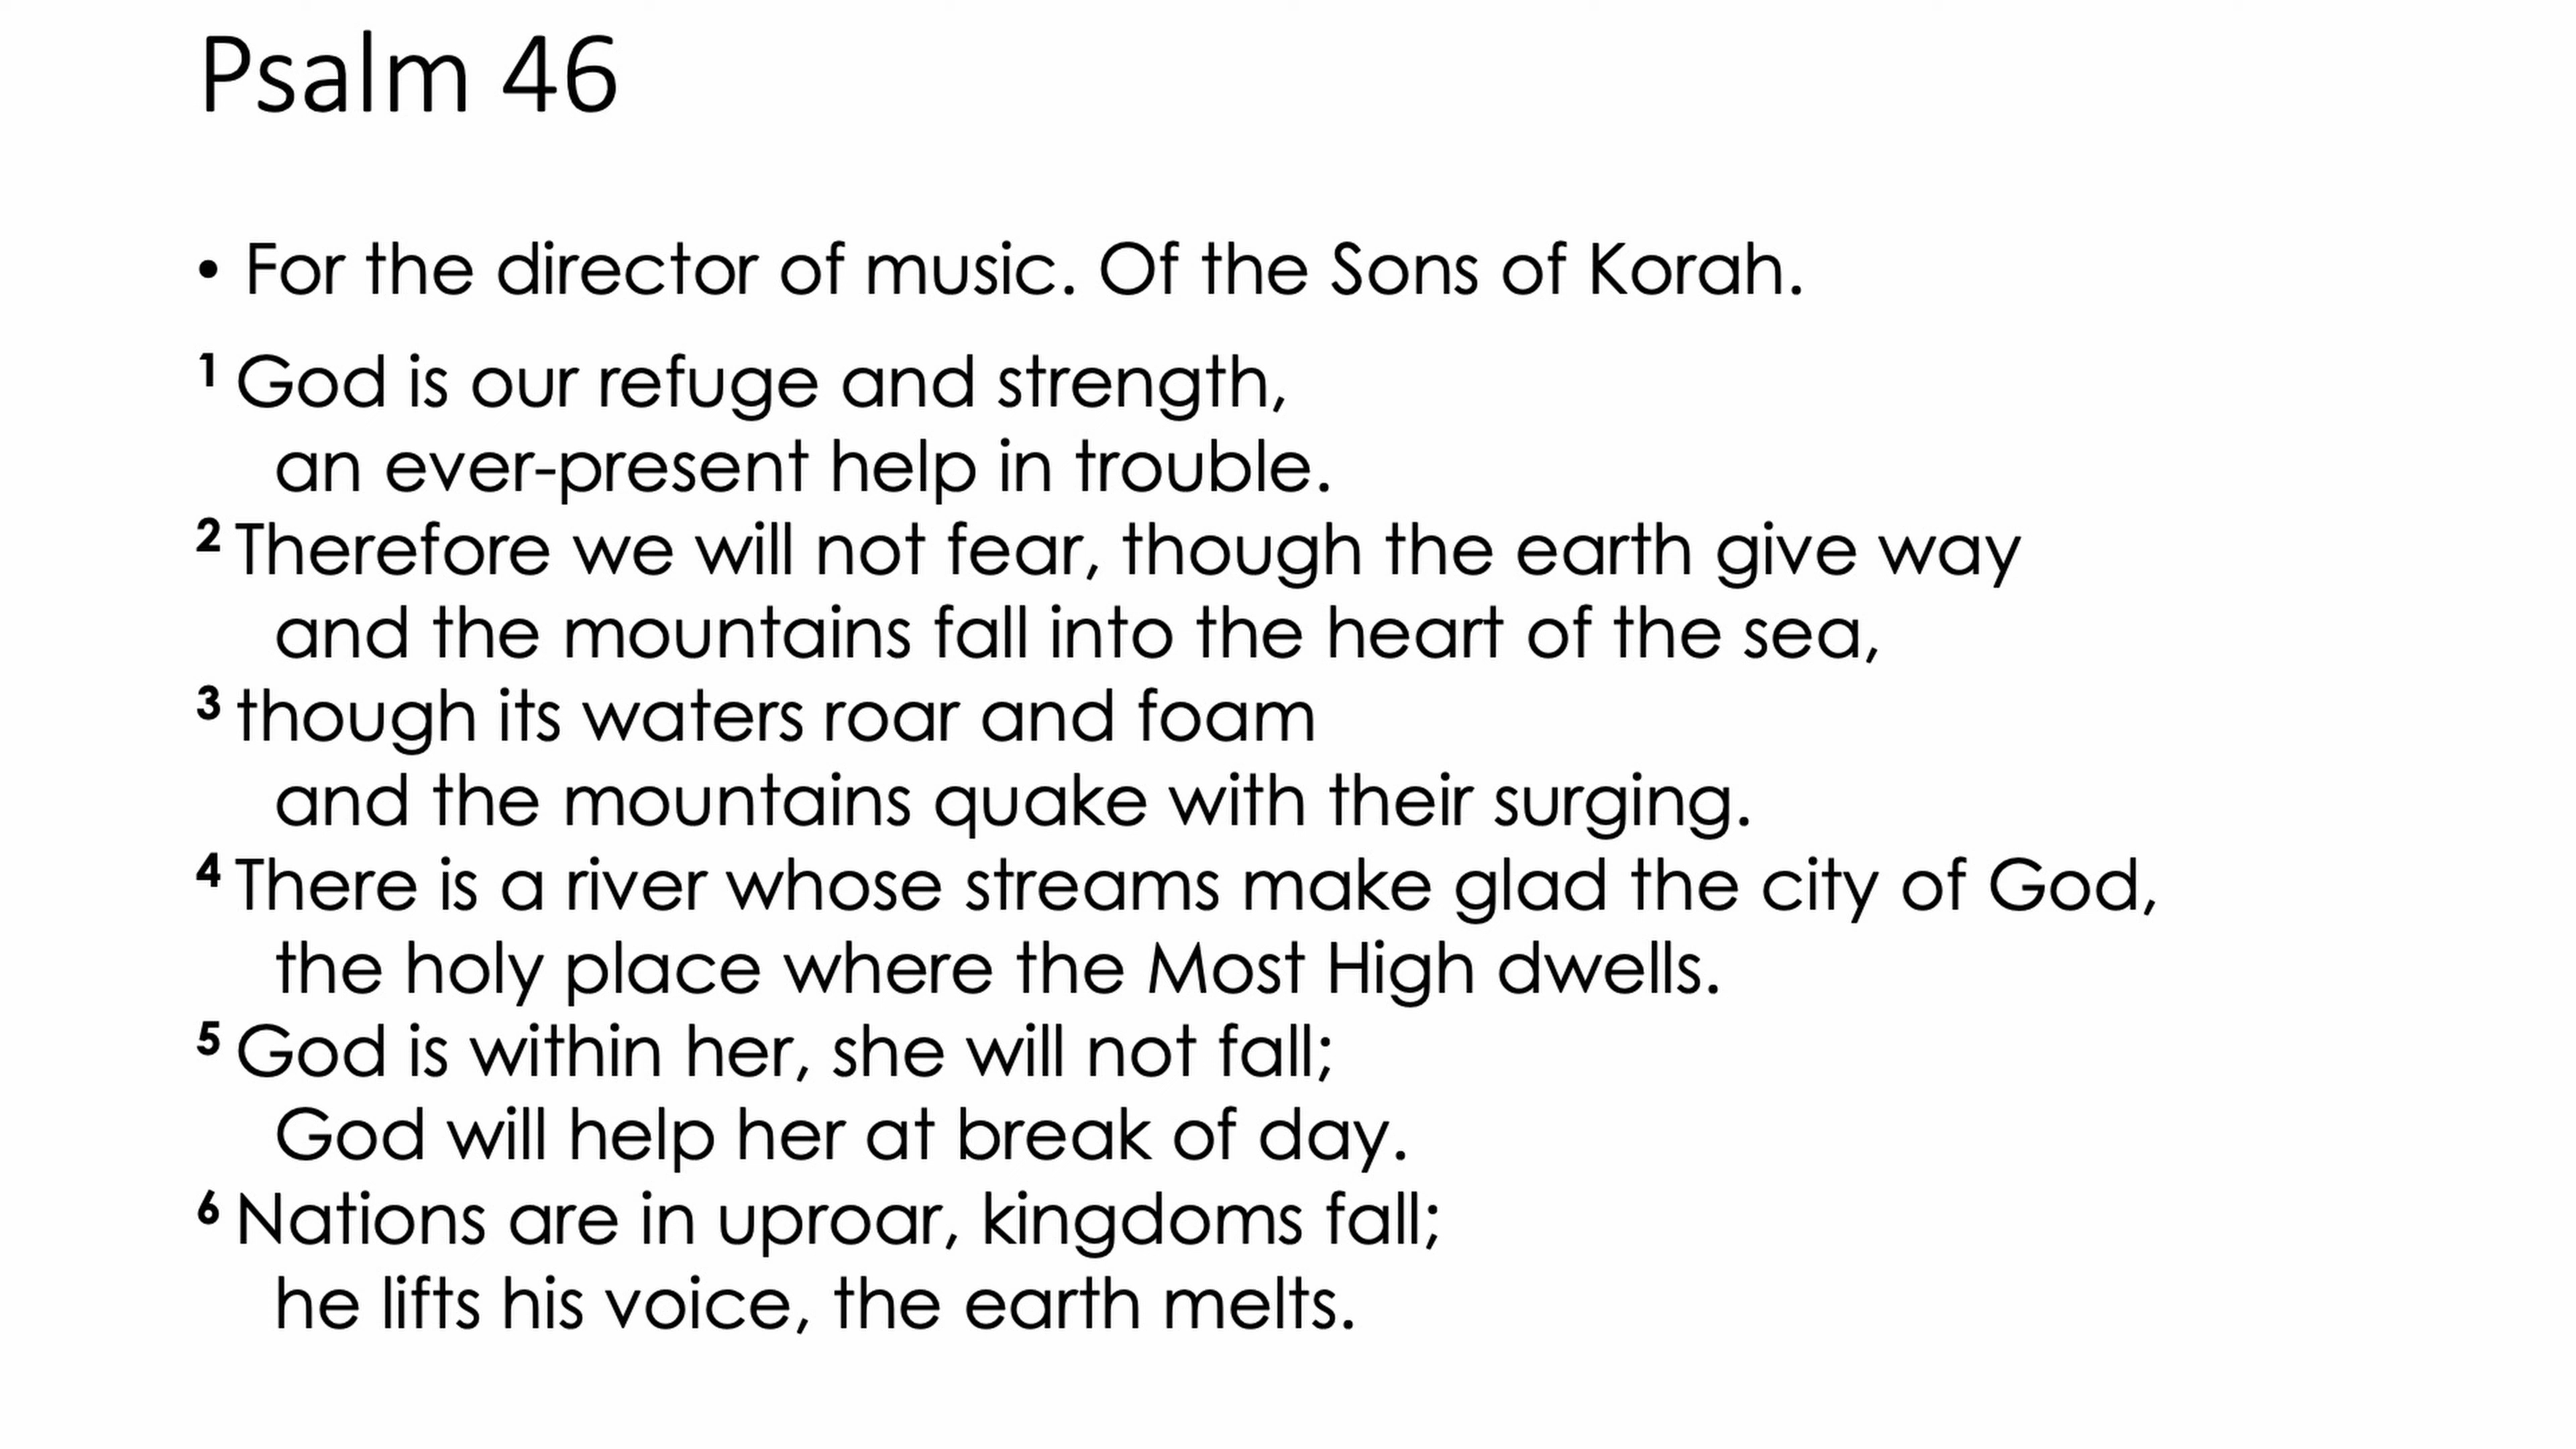 Psalm 46
• For the director of music. Of the Sons of Korah.
1 God is our refuge and strength,
an ever-present help in trouble.
2 Therefore we will not fear, though the earth give way
and the mountains fall into the heart of the sea,
3 though its waters roar and foam
and the mountains quake with their surging.
4 There is a river whose streams make glad the city of God,
the holy place where the Most High dwells.
5 God is within her, she will not fall;
God will help her at break of day.
6 Nations are in uproar, kingdoms fall;
he lifts his voice, the earth melts.